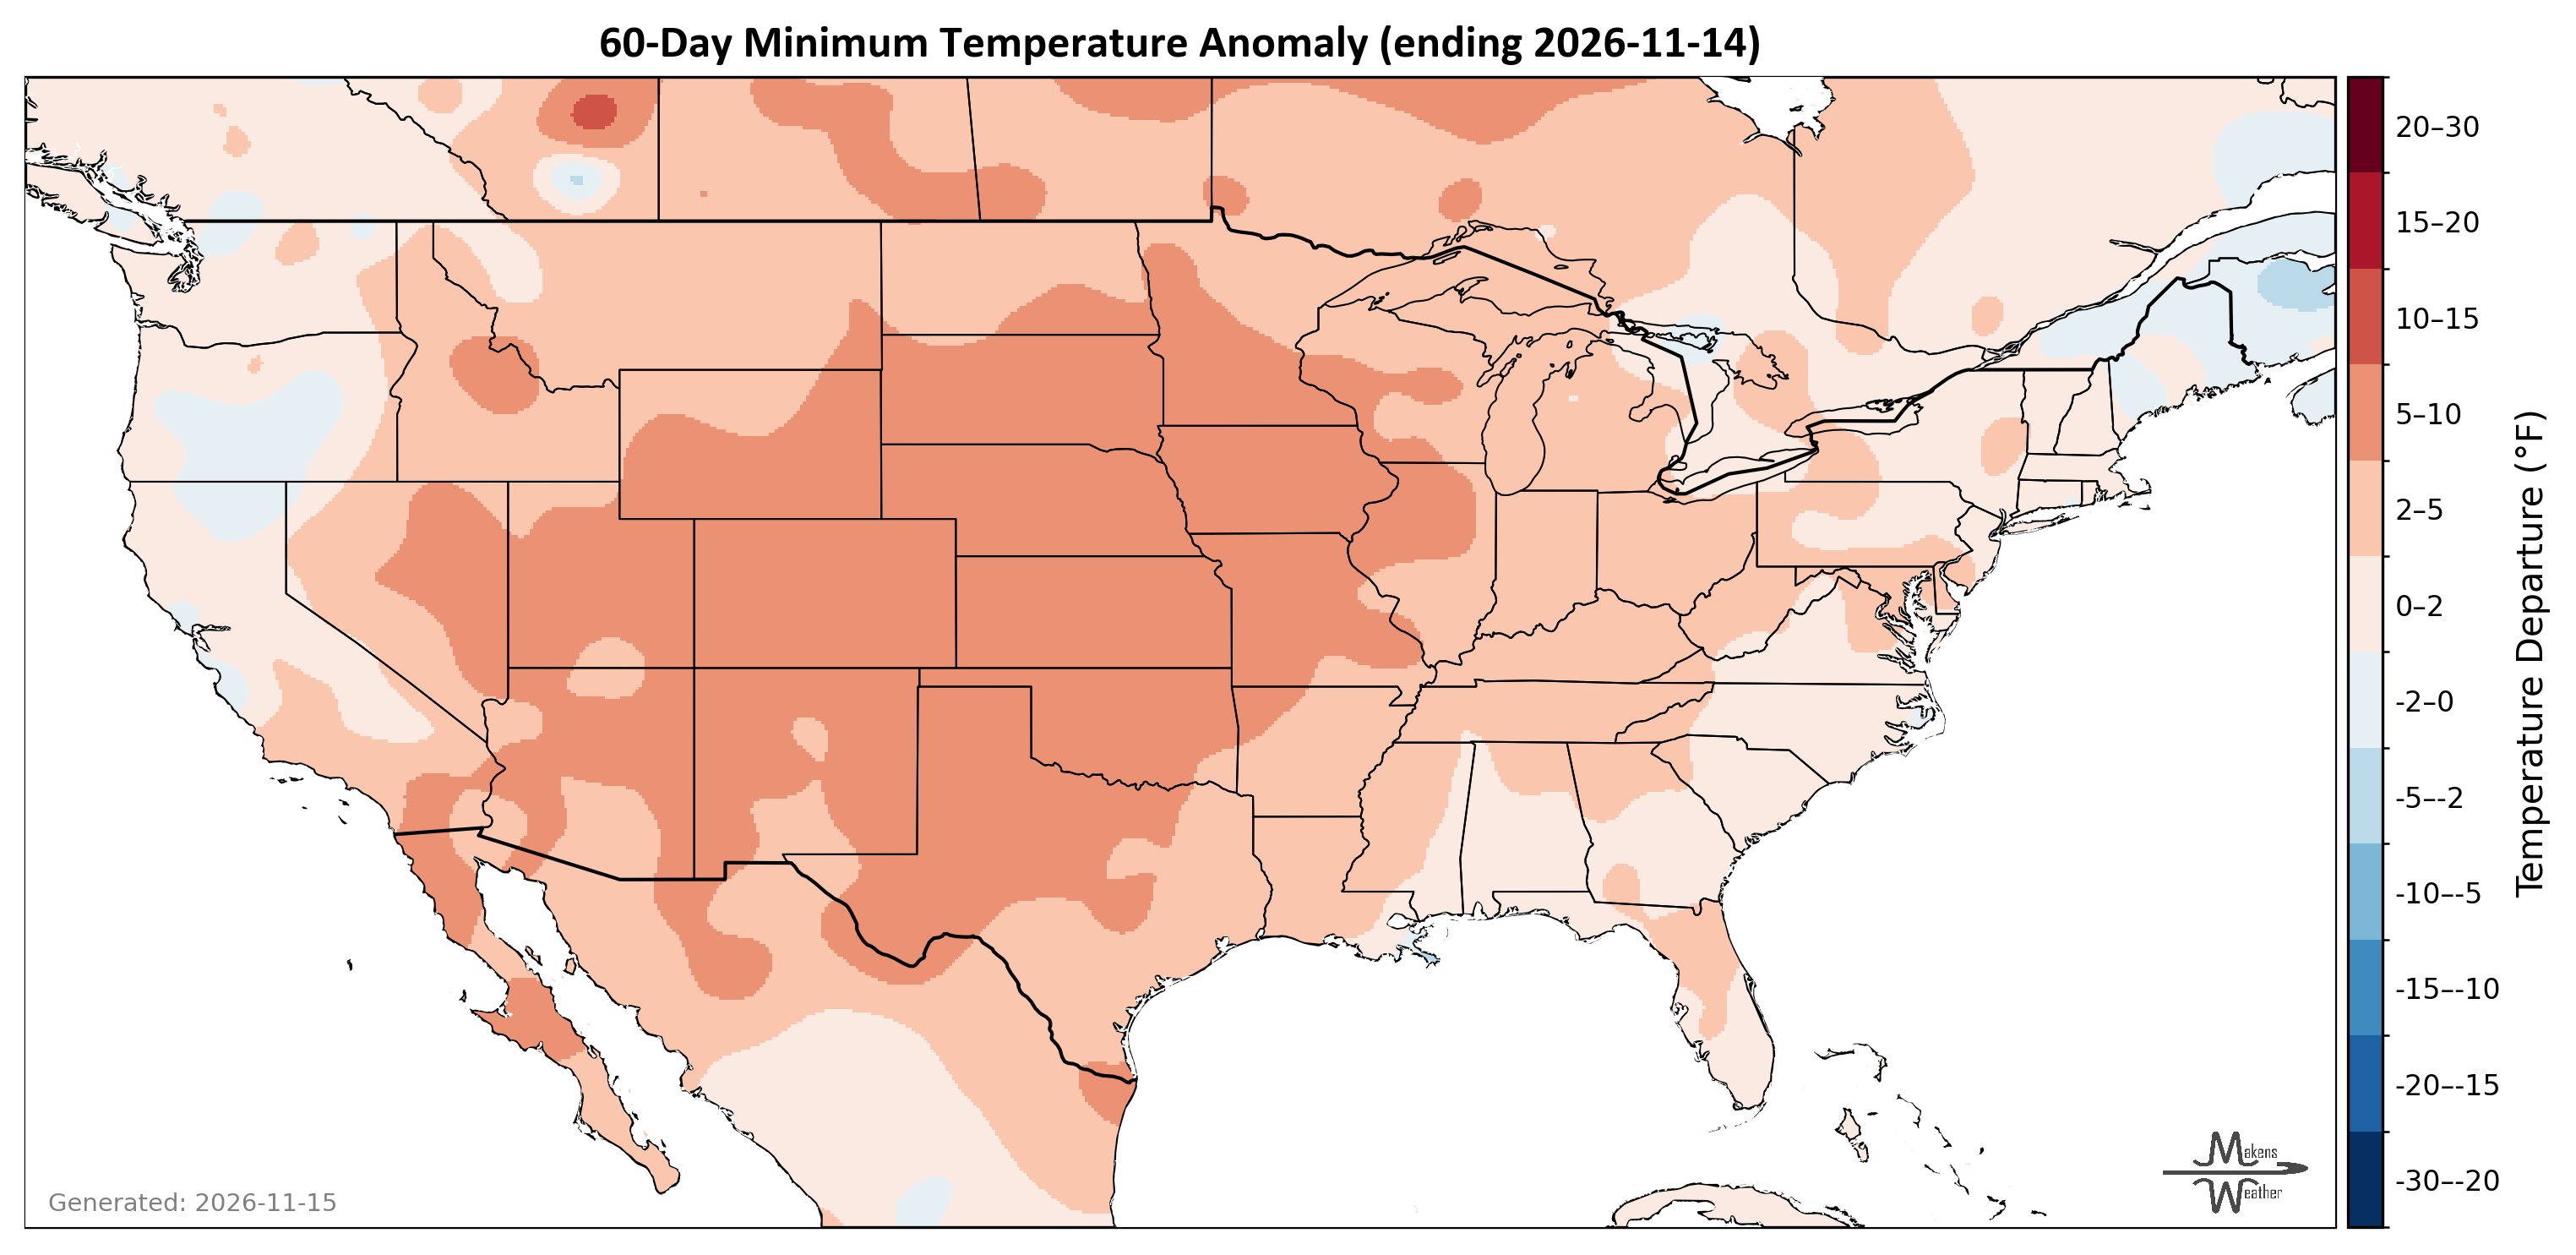 60-Day Minimum Temperature Anomaly (ending 2026-11-14)
20–30
15–20
10–15
5–10
2–5
0–2
-2–0
-5–-2
-10–-5
-15–-10
-20–-15
-30–-20
Temperature Departure (°F)
Makens
Weather
Generated: 2026-11-15